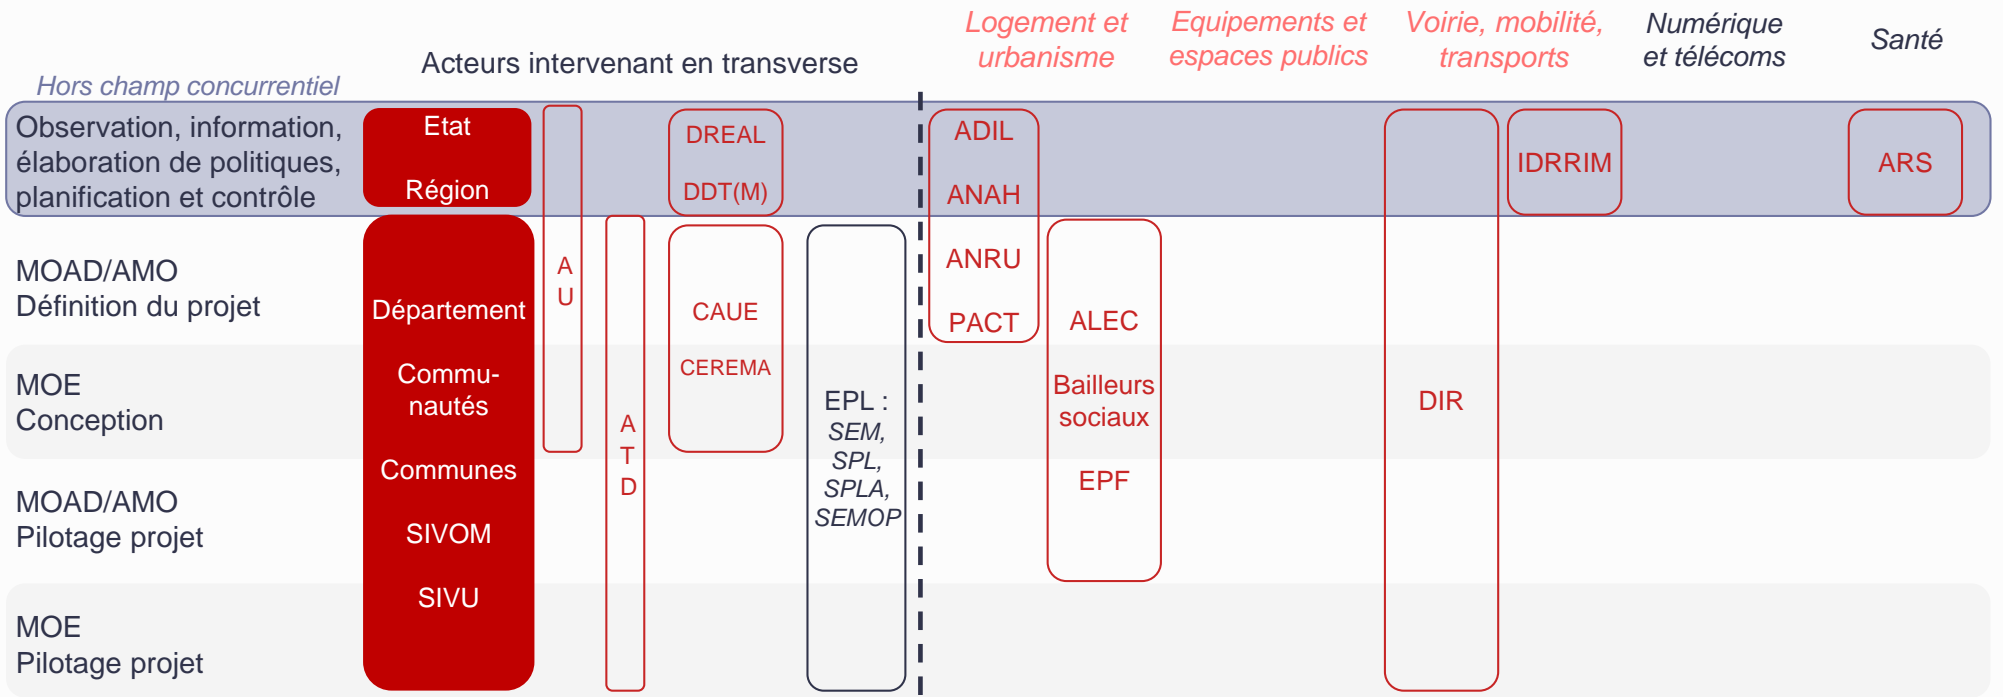 Hors champ concurrentiel
Acteurs intervenant en transverse
Logement et
urbanisme
Equipements et
espaces publics
Voirie, mobilité,
transports
Numérique
et télécoms
Santé
Observation, information,
élaboration de politiques,
planification et contrôle
Etat
Région
DREAL
DDT(M)
ADIL
ANAH
ANRU
PACT
IDRRIM
ARS
MOAD/AMO
Définition du projet
MOE
Conception
MOAD/AMO
Pilotage projet
MOE
Pilotage projet
Département
Commu-
nautés
Communes
SIVOM
SIVU
A
U
A
T
D
CAUE
CEREMA
EPL :
SEM,
SPL,
SPLA,
SEMOP
ALEC
Bailleurs
sociaux
EPF
DIR